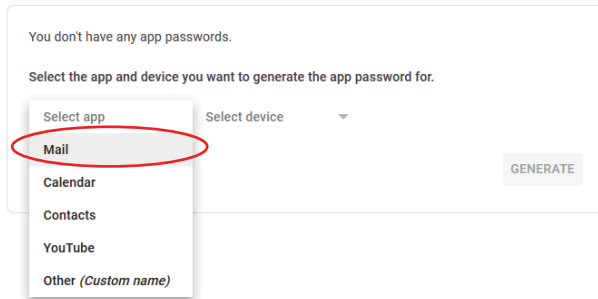 You don't have any app passwords.
Select the app and device you want to generate the app password for.
Select app
Select device
Mail
Calendar
GENERATE
Contacts
YouTube
Other (Custom name)